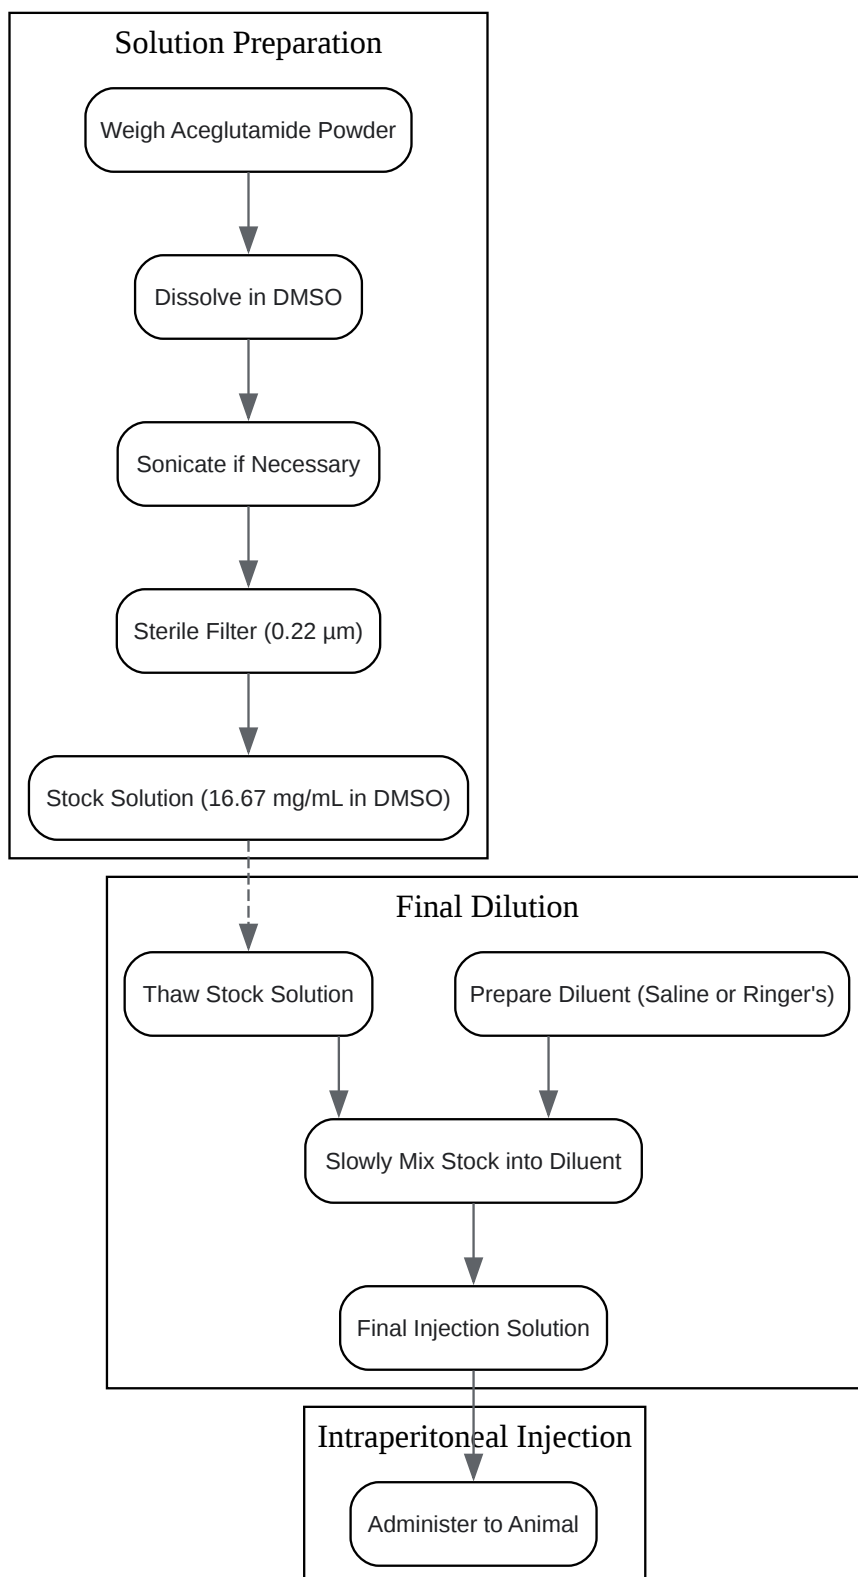 Solution Preparation
Weigh Aceglutamide Powder
Dissolve in DMSO
Sonicate if Necessary
Sterile Filter (0.22 µm)
Stock Solution (16.67 mg/mL in DMSO)
Final Dilution
Thaw Stock Solution
Prepare Diluent (Saline or Ringer's)
Slowly Mix Stock into Diluent
Final Injection Solution
Intraperitoneal Injection
Administer to Animal